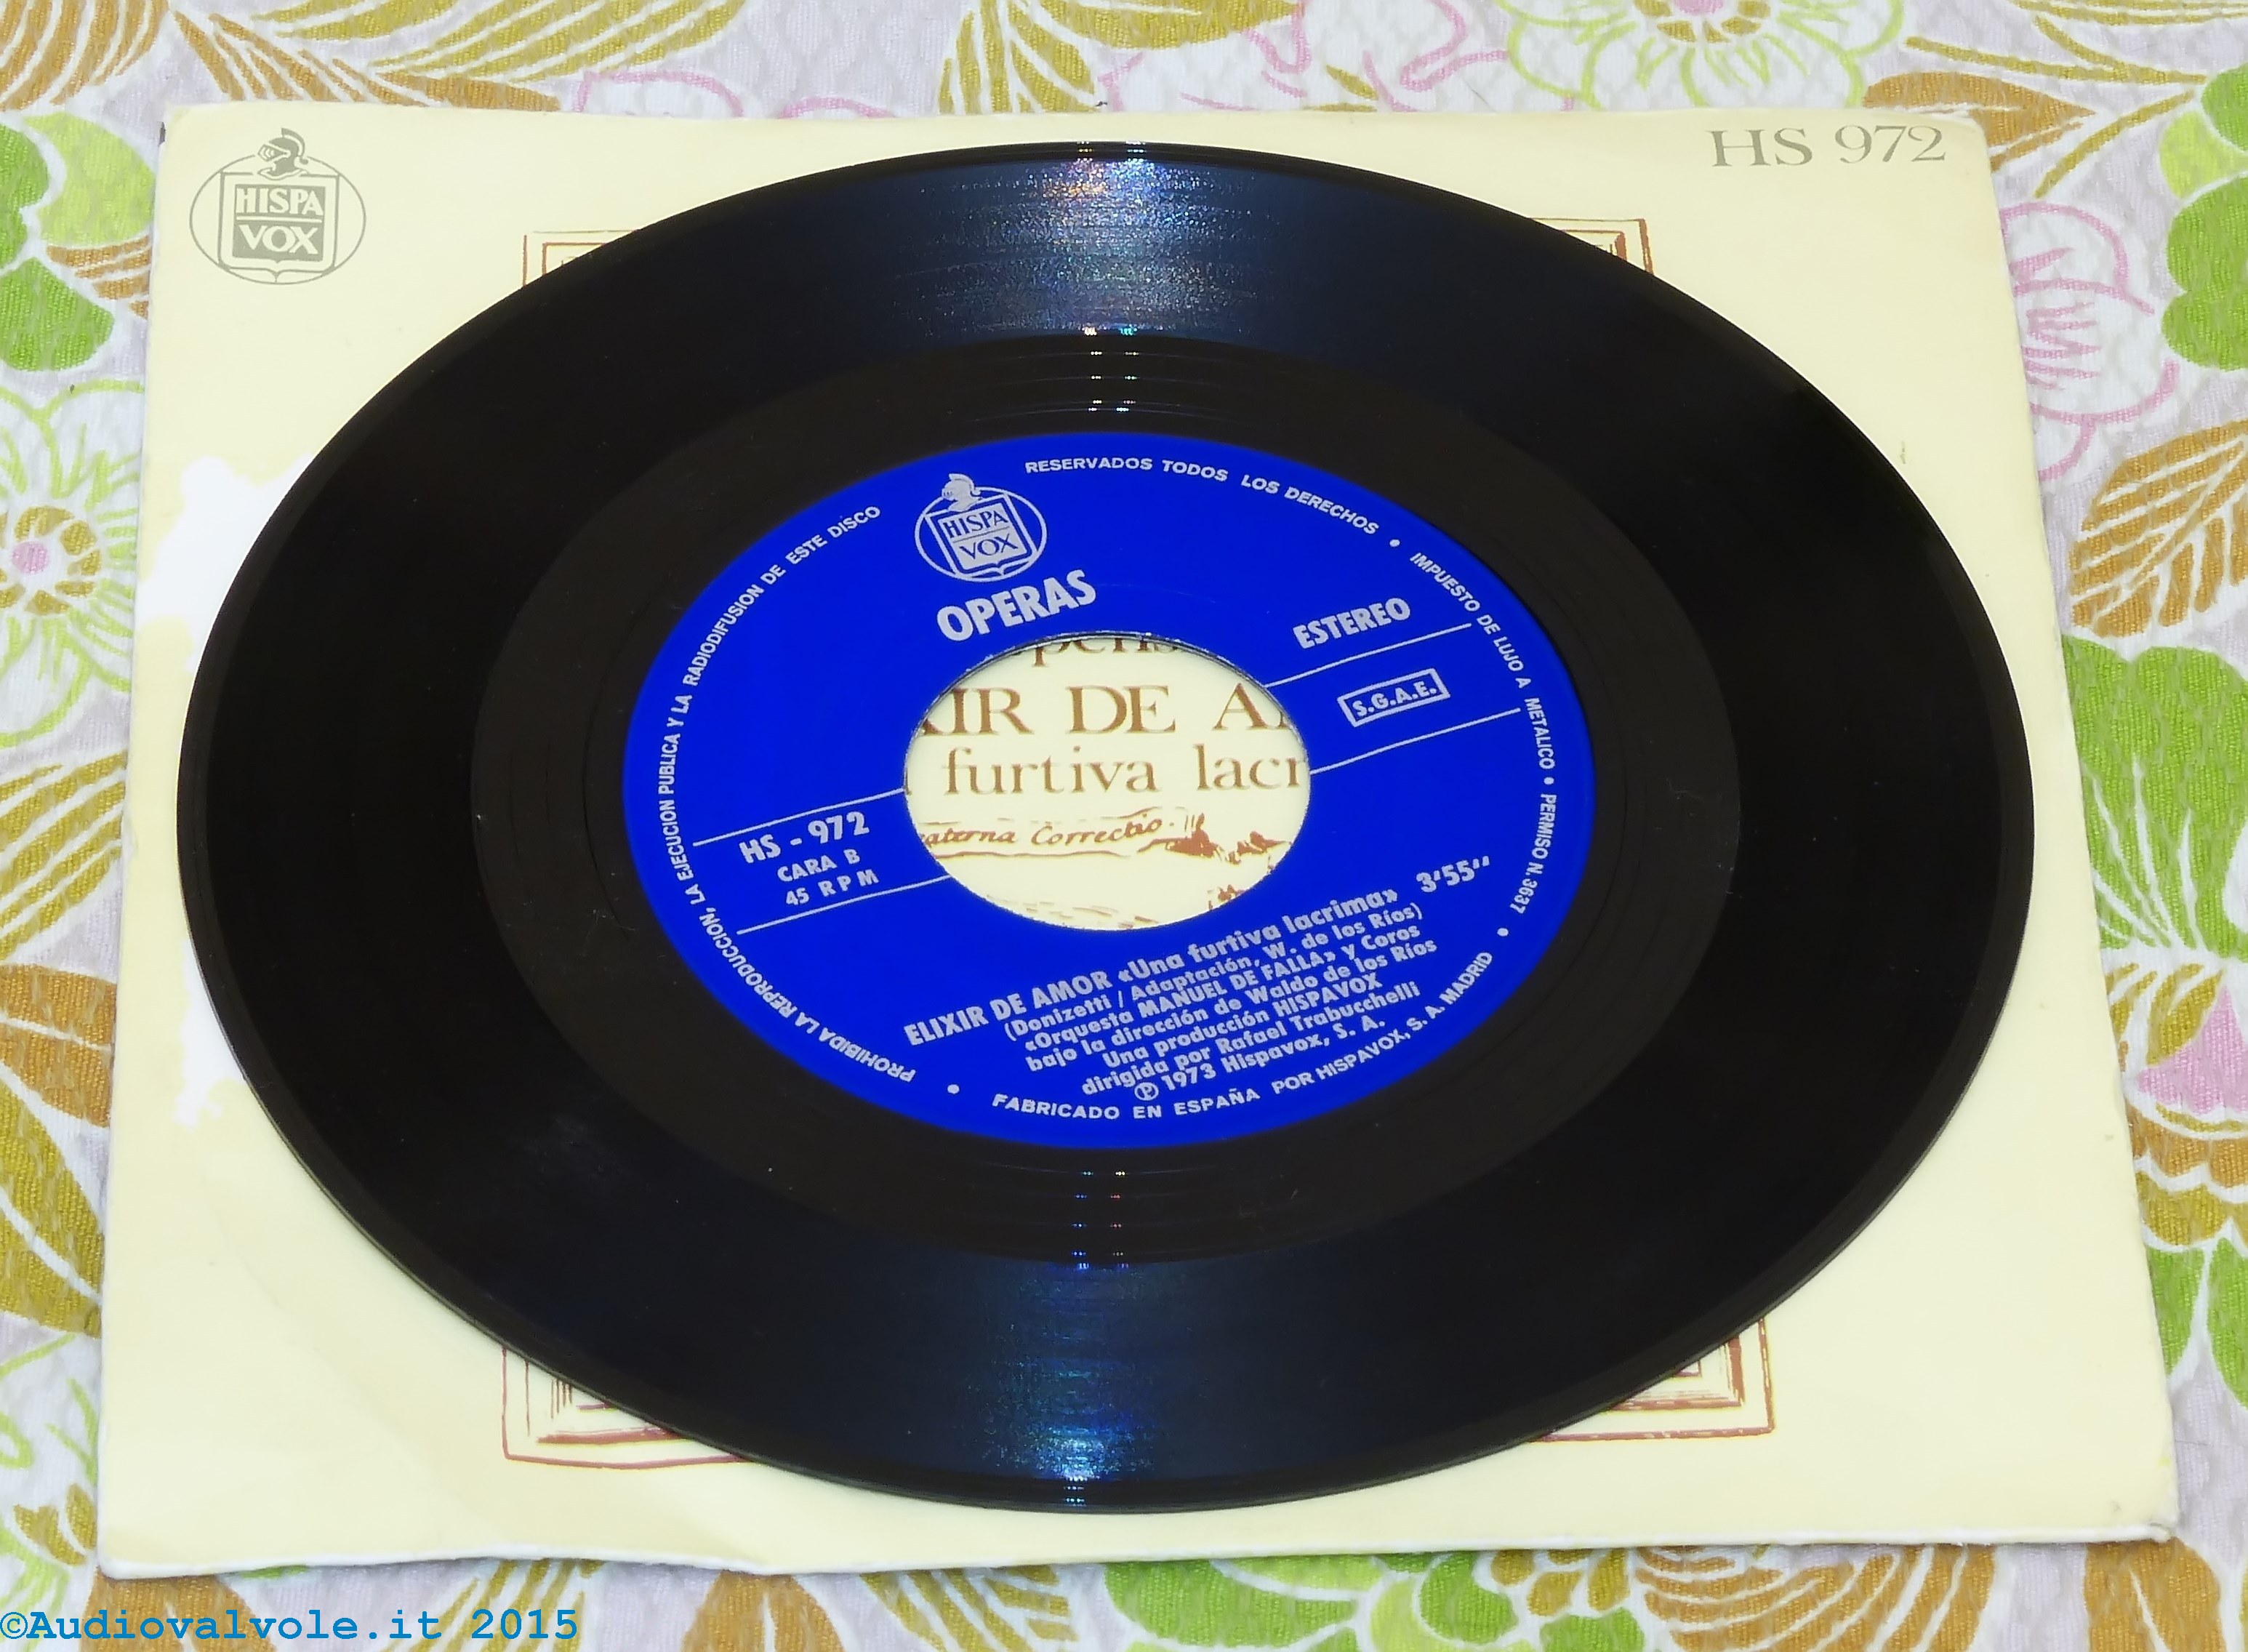 HISPA
VOX
HS 972
RESERVADOS TODOS LOS DERECHOS • IMPUESTO DE LUJO A METALICO • PERMISO N.3637 •
FABRICADO EN ESPAÑA POR HISPAVOX, S. A. MADRID
PROHIBIDA LA REPRODUCCION, LA EJECUCION PUBLICA Y LA RADIODIFUSION DE ESTE DISCO
HISPA
VOX
OPERAS
ESTEREO
S.G.A.E.
HS - 972
CARA B
45 RPM
DE
furtiva
Correctio
ELIXIR DE AMOR «Una furtiva lacrima» 3'55"
(Donizetti / Adaptación, W. de los Ríos)
«Orquesta MANUEL DE FALLA» y Coros
bajo la dirección de Waldo de los Ríos
Una producción HISPAVOX
dirigida por Rafael Trabucchelli
Ⓟ 1973 Hispavox, S. A.
©Audiovalvole.it 2015